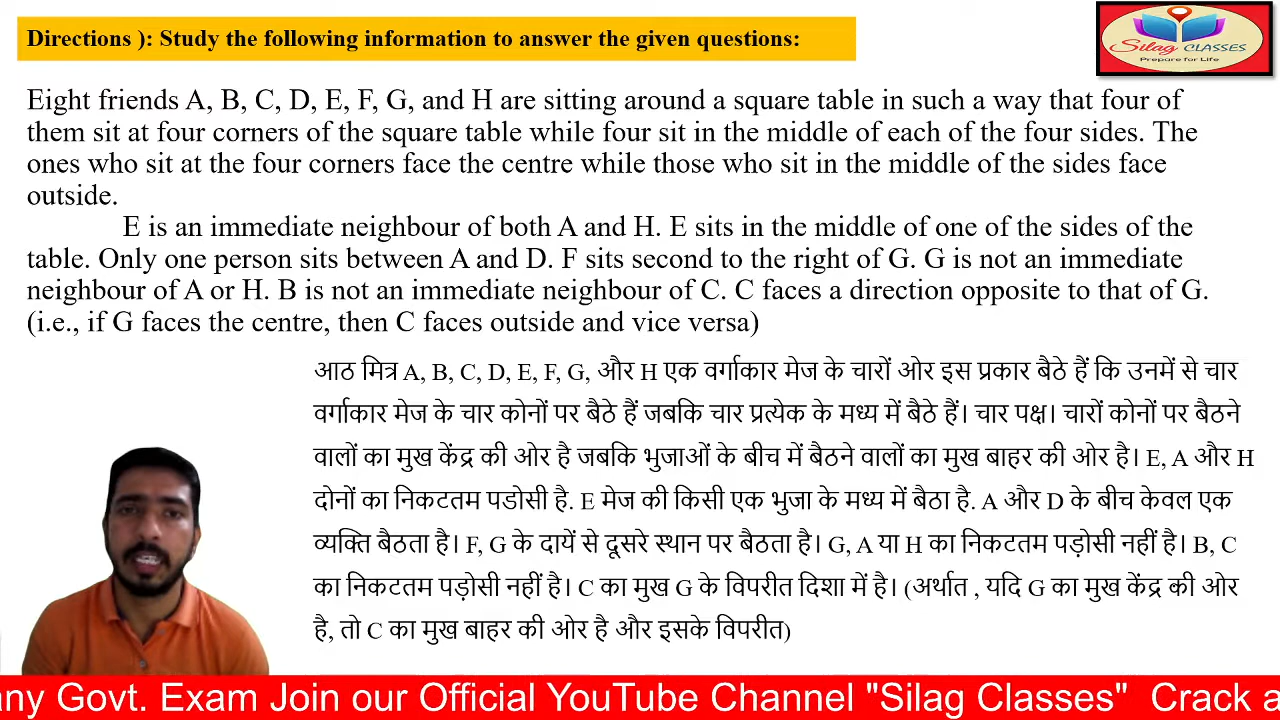 Directions ): Study the following information to answer the given questions:
Silag CLASSES
Prepare for Life
Eight friends A, B, C, D, E, F, G, and H are sitting around a square table in such a way that four of
them sit at four corners of the square table while four sit in the middle of each of the four sides. The
ones who sit at the four corners face the centre while those who sit in the middle of the sides face
outside.
E is an immediate neighbour of both A and H. E sits in the middle of one of the sides of the
table. Only one person sits between A and D. F sits second to the right of G. G is not an immediate
neighbour of A or H. B is not an immediate neighbour of C. C faces a direction opposite to that of G.
(i.e., if G faces the centre, then C faces outside and vice versa)
आठ मित्र A, B, C, D, E, F, G, और H एक वर्गाकार मेज के चारों ओर इस प्रकार बैठे हैं कि उनमें से चार
वर्गाकार मेज के चार कोनों पर बैठे हैं जबकि चार प्रत्येक के मध्य में बैठे हैं। चार पक्ष। चारों कोनों पर बैठने
वालों का मुख केंद्र की ओर है जबकि भुजाओं के बीच में बैठने वालों का मुख बाहर की ओर है। E, A और H
दोनों का निकटतम पडोसी है. E मेज की किसी एक भुजा के मध्य में बैठा है. A और D के बीच केवल एक
व्यक्ति बैठता है। F, G के दायें से दूसरे स्थान पर बैठता है। G, A या H का निकटतम पड़ोसी नहीं है। B, C
का निकटतम पड़ोसी नहीं है। C का मुख G के विपरीत दिशा में है। (अर्थात , यदि G का मुख केंद्र की ओर
है, तो C का मुख बाहर की ओर है और इसके विपरीत)
any Govt. Exam Join our Official YouTube Channel "Silag Classes" Crack a